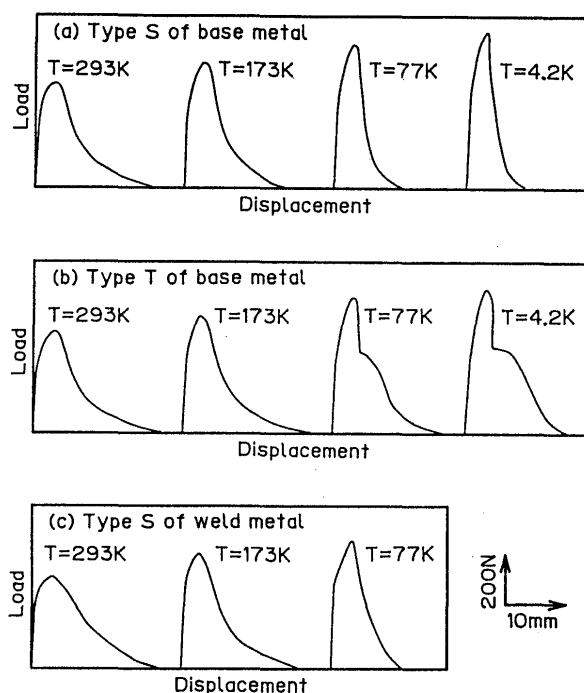 (a) Type S of base metal
T=293K
T=173K
T=77K
T=4.2K
Load
Displacement
(b) Type T of base metal
T=293K
T=173K
T=77K
T=4.2K
Load
Displacement
(c) Type S of weld metal
T=293K
T=173K
T=77K
Load
Displacement
200N
10mm